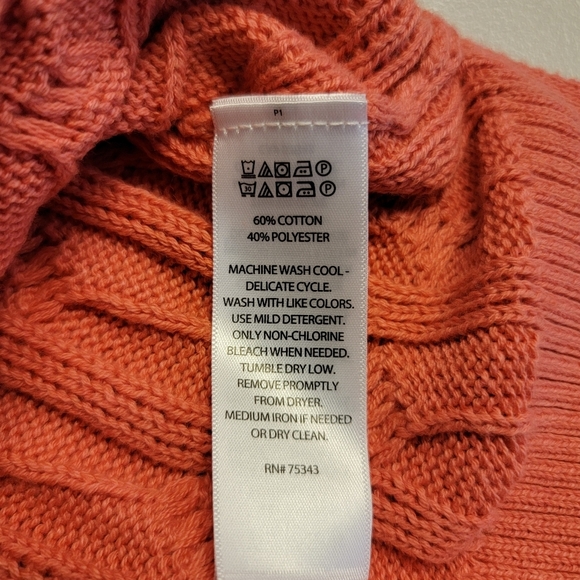 P1
30
60% COTTON
40% POLYESTER
MACHINE WASH COOL -
DELICATE CYCLE.
WASH WITH LIKE COLORS.
USE MILD DETERGENT.
ONLY NON-CHLORINE
BLEACH WHEN NEEDED.
TUMBLE DRY LOW.
REMOVE PROMPTLY
FROM DRYER.
MEDIUM IRON IF NEEDED
OR DRY CLEAN.
RN# 75343